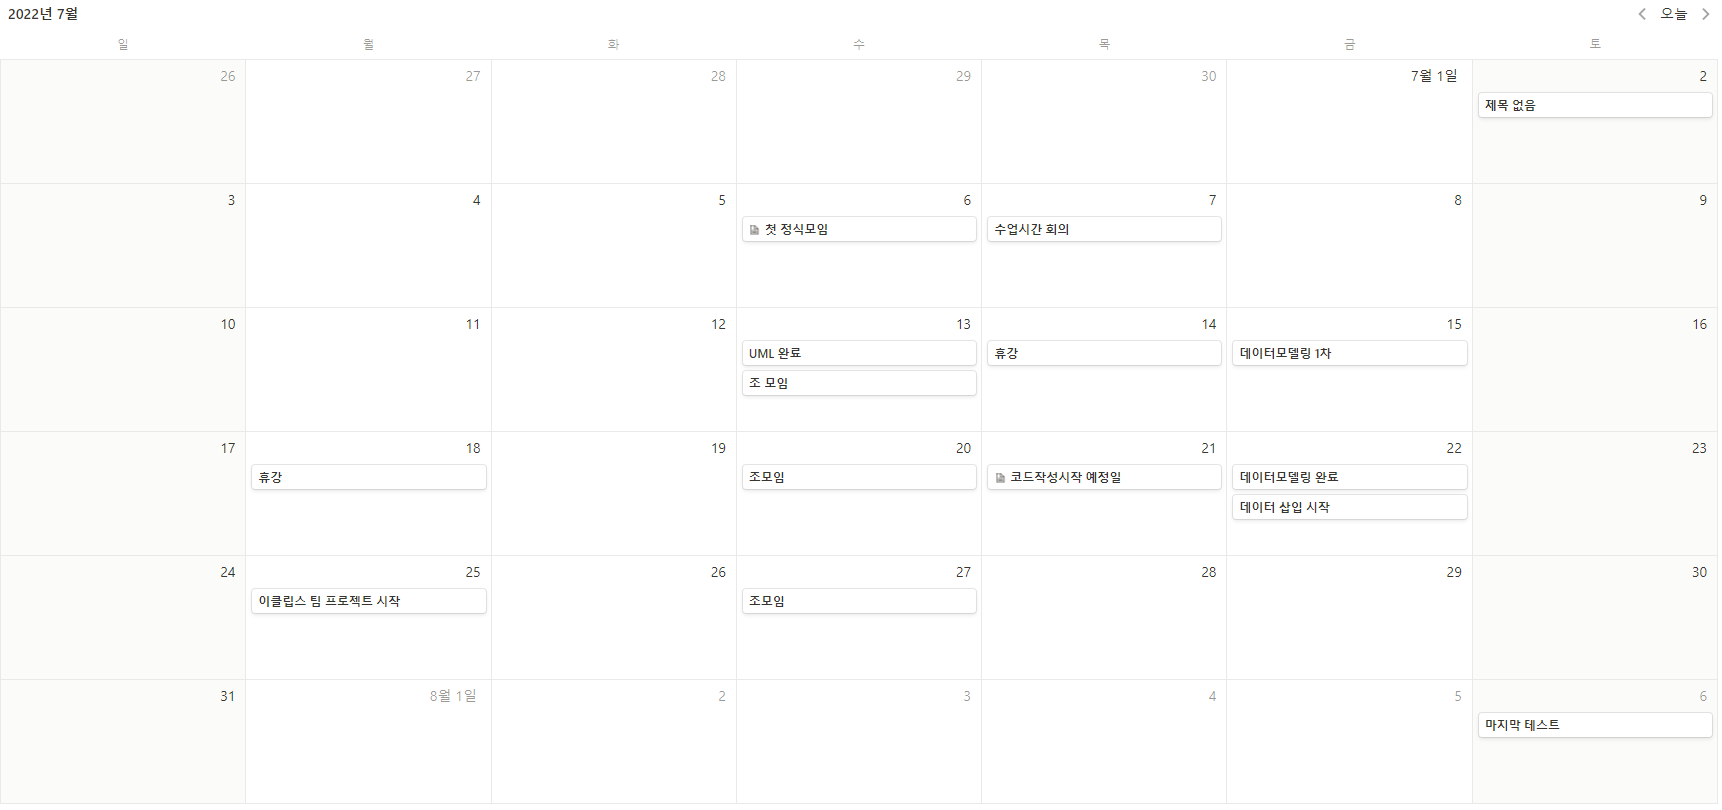 2022년 7월
오늘
일 월 화 수 목 금 토
26 27 28 29 30 7월 1일 2
제목 없음
3 4 5 6 7 8 9
첫 정식모임 수업시간 회의
10 11 12 13 14 15 16
UML 완료 휴강 데이터모델링 1차
조 모임
17 18 19 20 21 22 23
휴강 조모임 코드작성시작 예정일 데이터모델링 완료
데이터 삽입 시작
24 25 26 27 28 29 30
이클립스 팀 프로젝트 시작 조모임
31 8월 1일 2 3 4 5 6
마지막 테스트